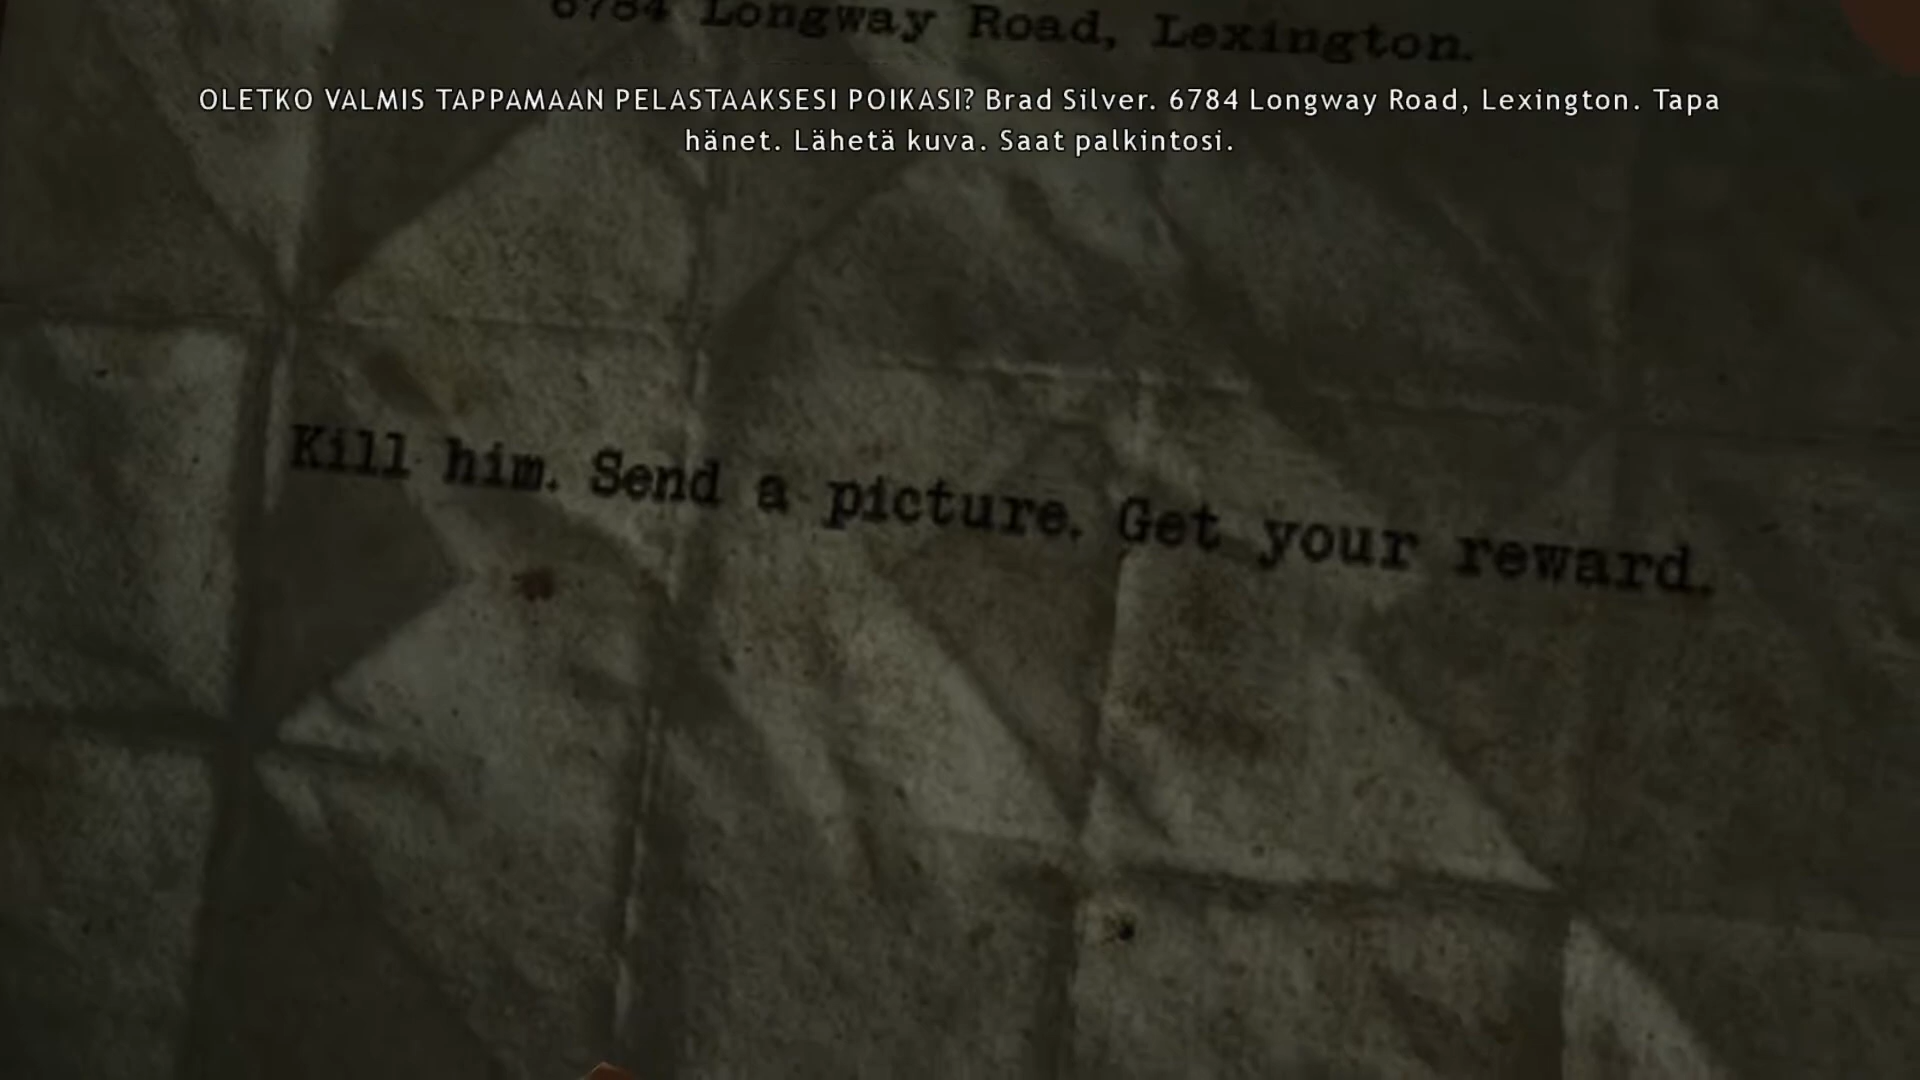 6784 Longway Road, Lexington.
OLETKO VALMIS TAPPAMAAN PELASTAAKSESI POIKASI? Brad Silver. 6784 Longway Road, Lexington. Tapa
hänet. Lähetä kuva. Saat palkintosi.
Kill him. Send a picture. Get your reward.